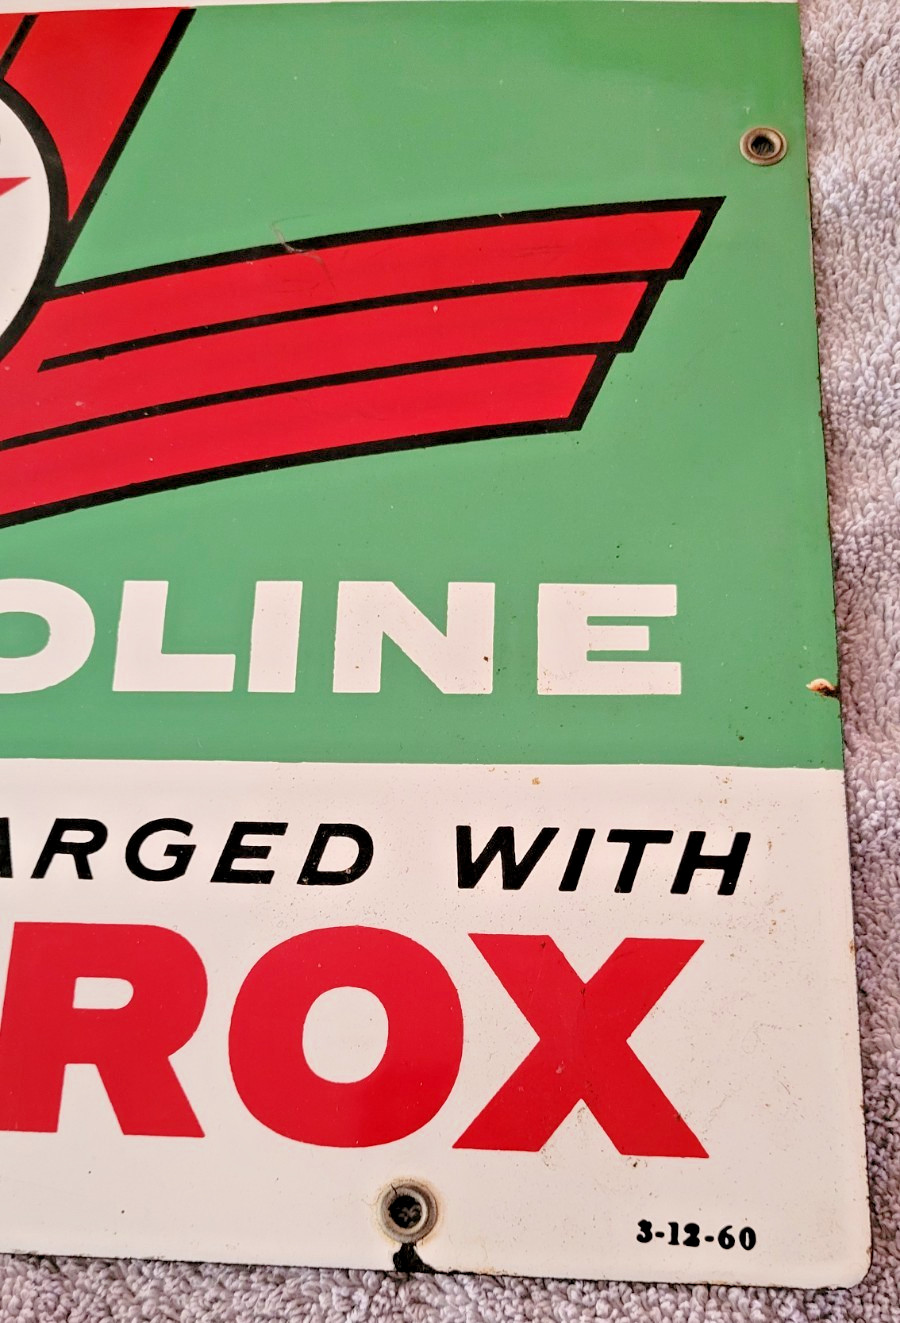 OLINE
ARGED WITH
ROX
3-12-60